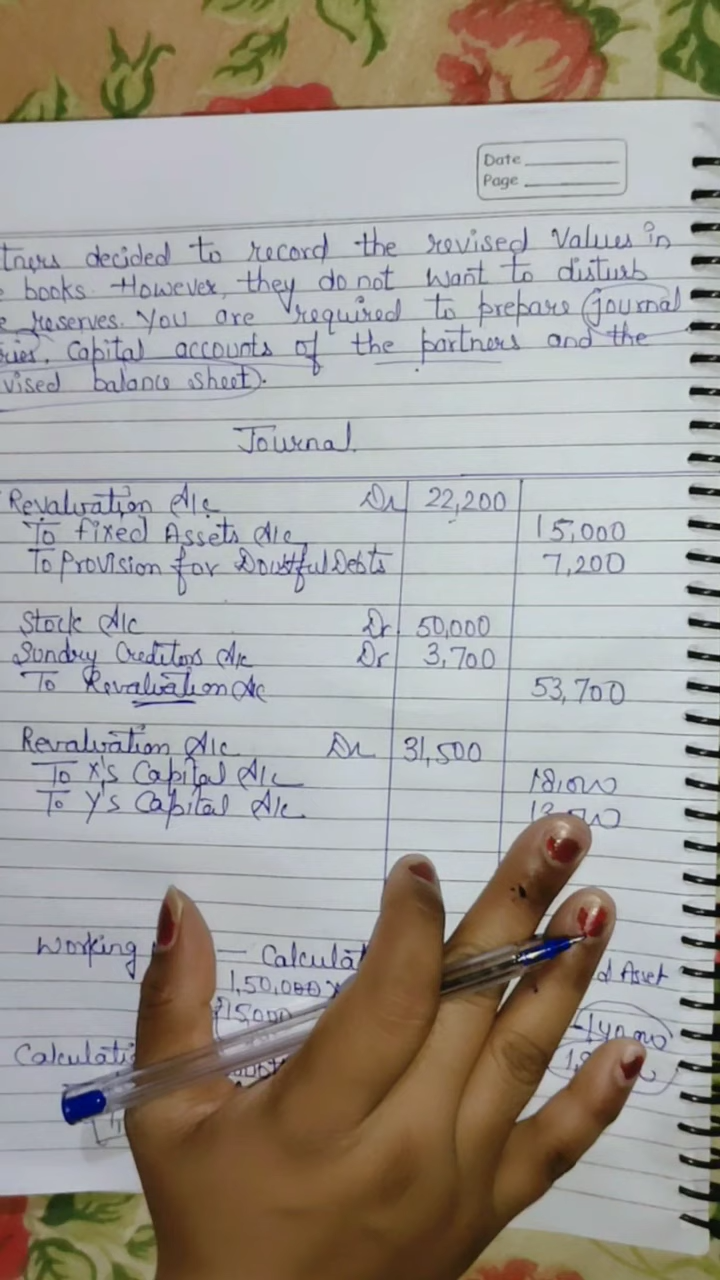 Date
Page
tners decided to record the revised Values in
e books. However, they do not want to disturb
e reserves. You are required to prepare journal
ries, Capital accounts of the partners and the
vised balance sheet).
Journal
Revaluation A/c Dr 22,200
To fixed Assets A/c 15,000
To Provision for Doubtful Debts 7,200
Stock A/c Dr 50,000
Sundry Creditors A/c Dr 3,700
To Revaluation A/c 53,700
Revaluation A/c Dr 31,500
To X's Capital A/c 18,000
To Y's Capital A/c
Working — Calculat
1,50,000 x d Asset
15000
Calculati